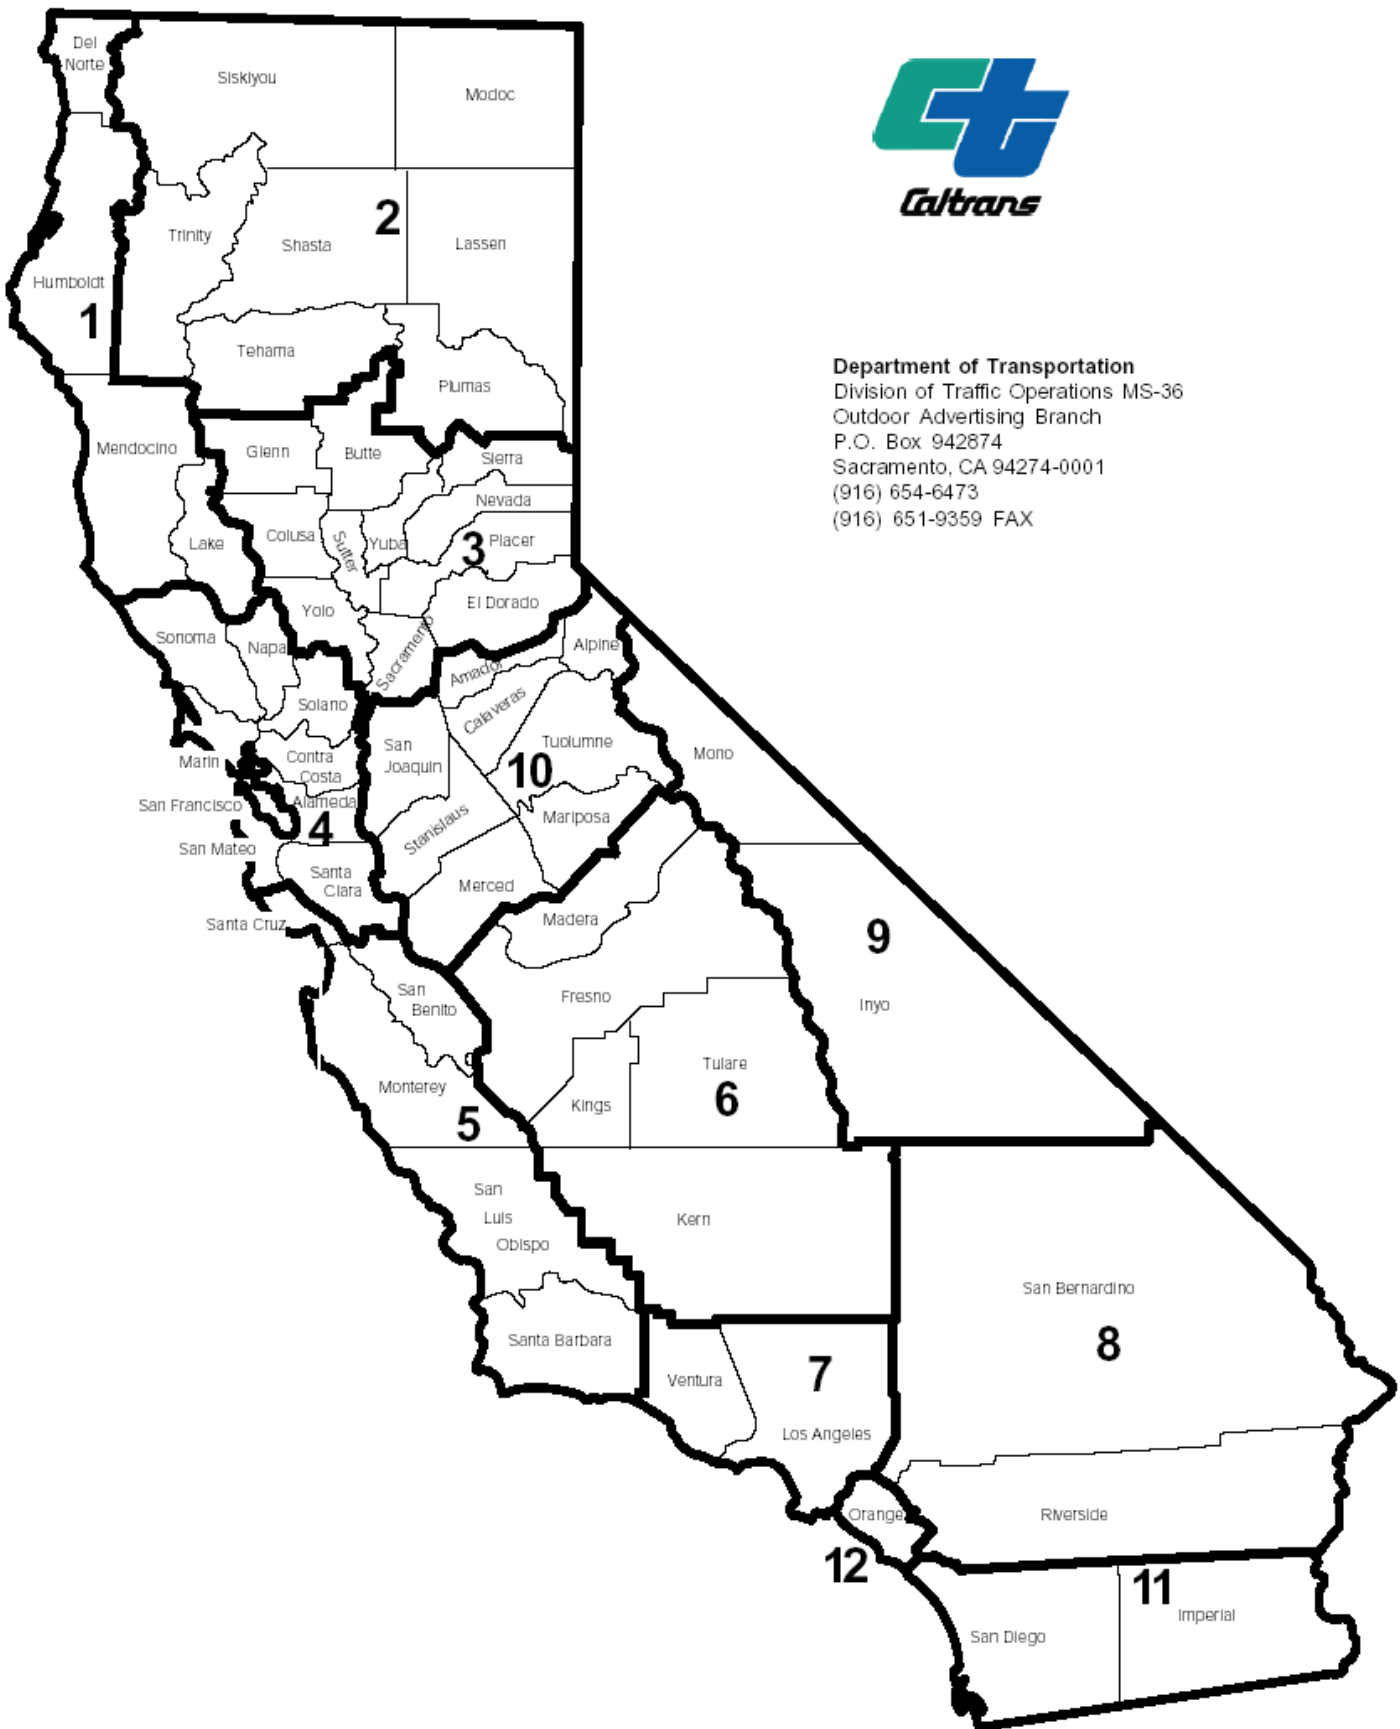 Del
Norte
Siskiyou
Modoc
Caltrans
Trinity
Shasta
2
Lassen
Humboldt
1
Tehama
Plumas
Department of Transportation
Division of Traffic Operations MS-36
Outdoor Advertising Branch
P.O. Box 942874
Sacramento, CA 94274-0001
(916) 654-6473
(916) 651-9359 FAX
Mendocino
Glenn
Butte
Sierra
Nevada
Lake
Colusa
Sutter
Yuba
3
Placer
Yolo
El Dorado
Sonoma
Napa
Sacramento
Amador
Alpine
Solano
Calaveras
Marin
Contra
Costa
San
Joaquin
10
Tuolumne
Mono
San Francisco
Alameda
4
Stanislaus
Mariposa
San Mateo
Santa
Clara
Merced
Santa Cruz
Madera
9
San
Benito
Fresno
Inyo
Monterey
5
Kings
Tulare
6
San
Luis
Obispo
Kern
San Bernardino
8
Santa Barbara
Ventura
7
Los Angeles
Orange
12
Riverside
11
Imperial
San Diego